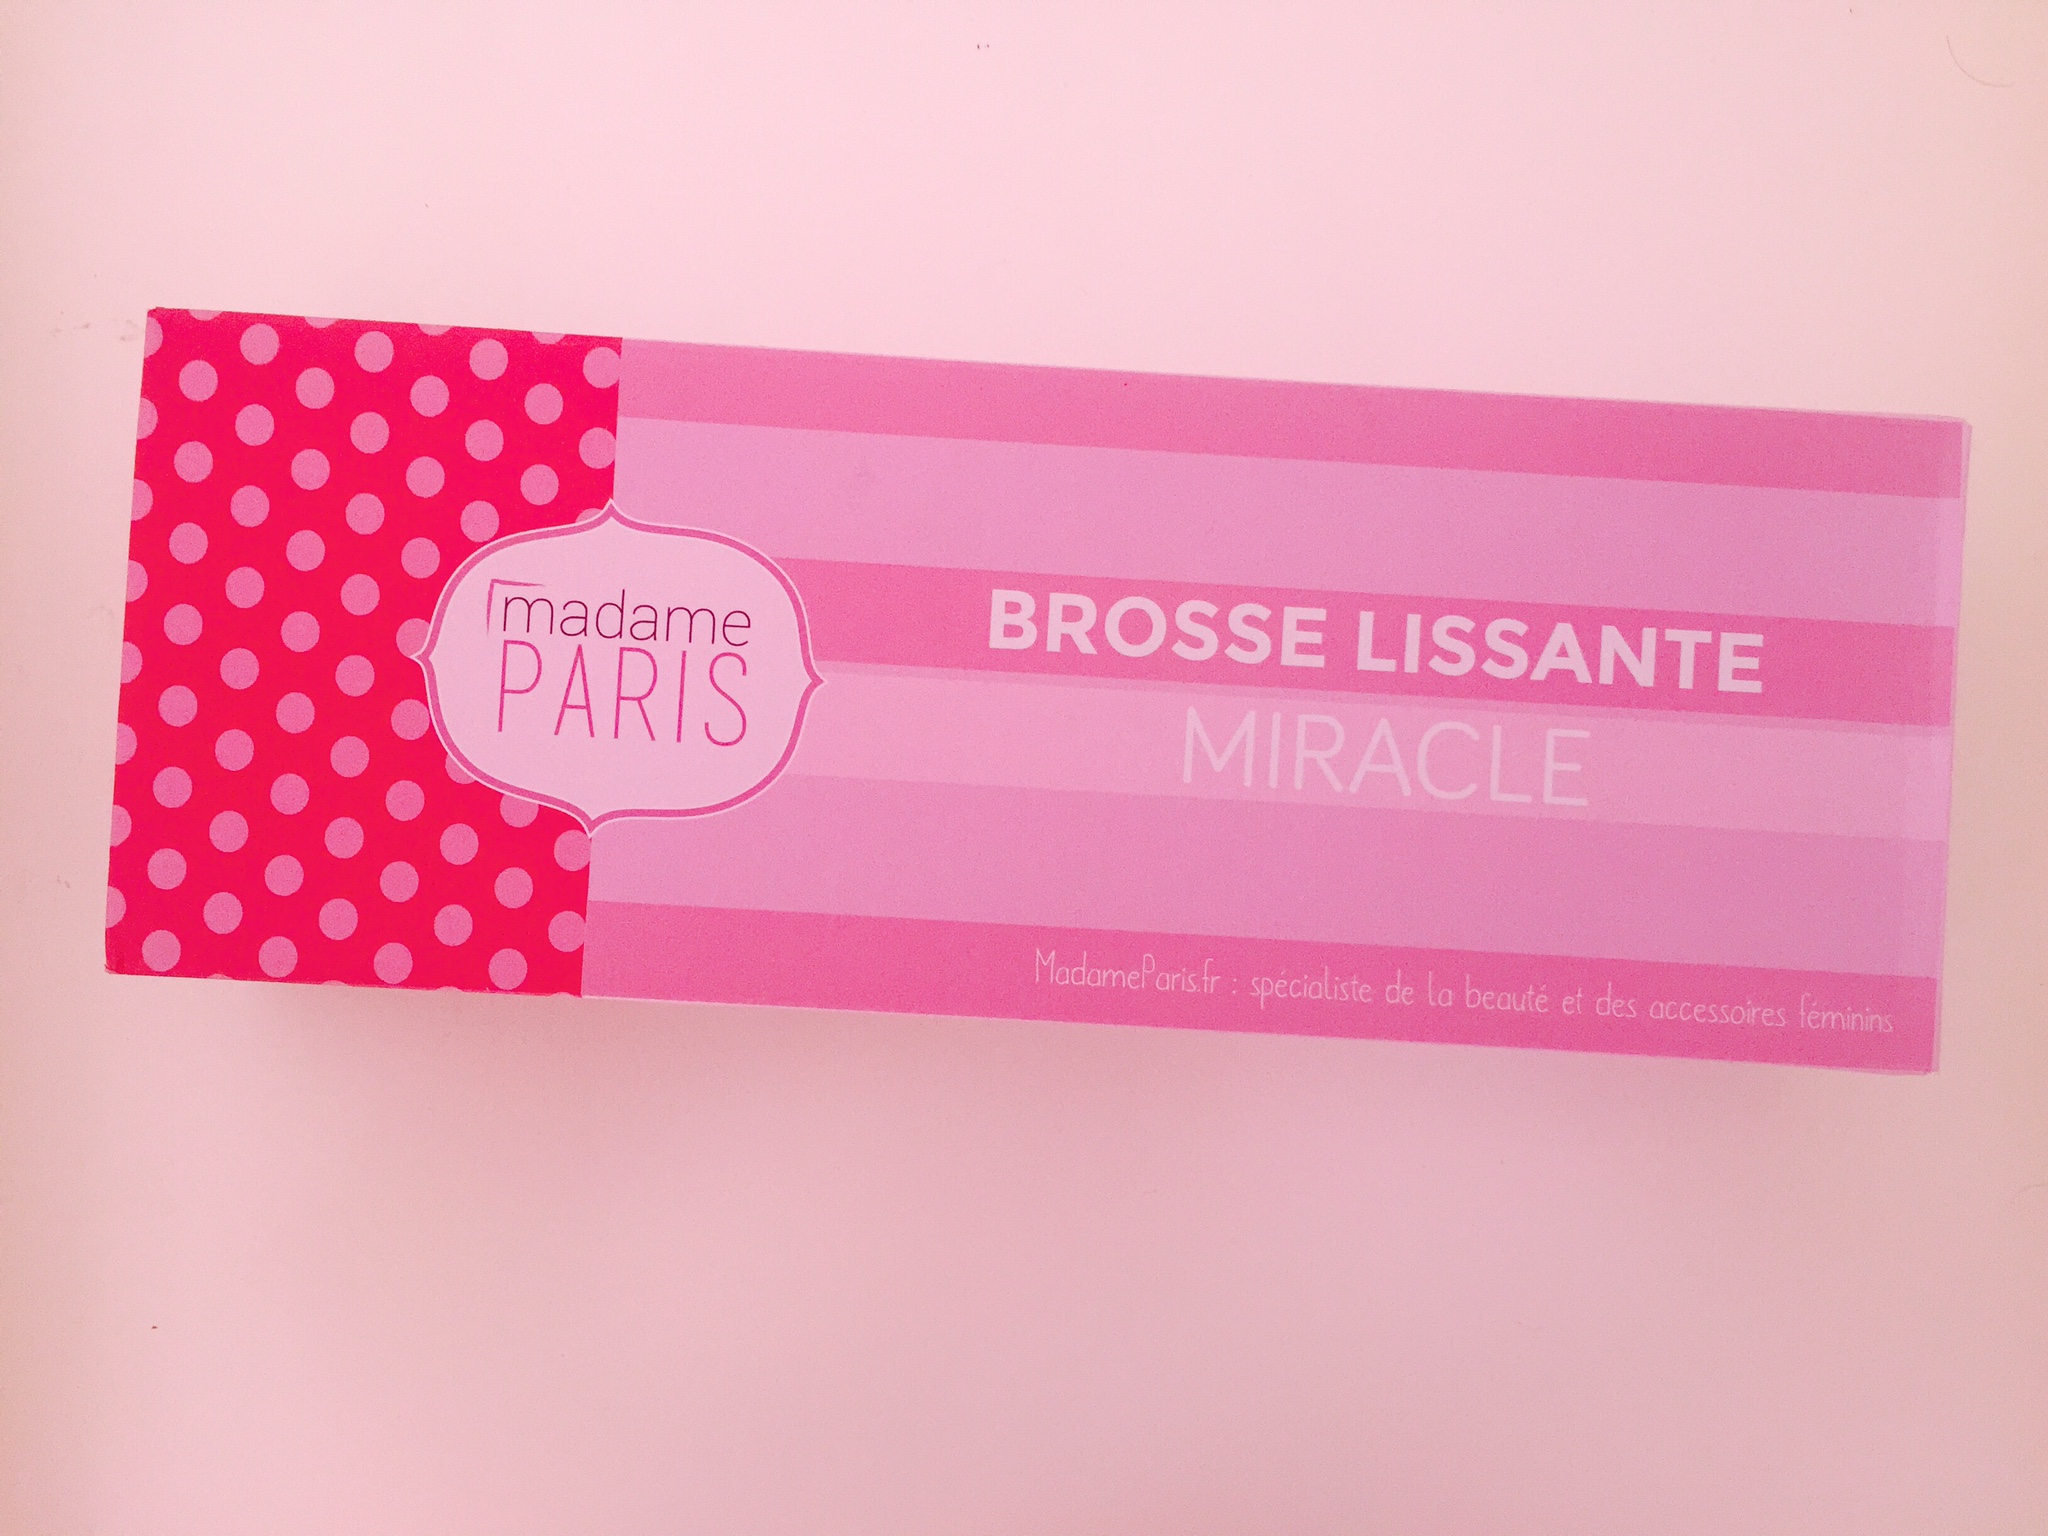 madame
PARIS
BROSSE LISSANTE
MIRACLE
MadameParis.fr : spécialiste de la beauté et des accessoires féminins